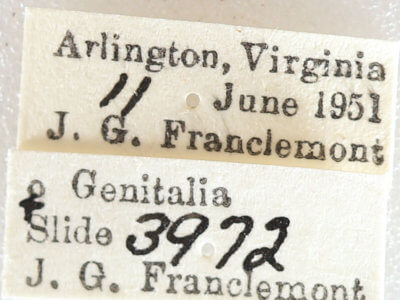 Arlington, Virginia
11 June 1951
J. G. Franclemont
♀ Genitalia
Slide 3972
J. G. Franclemont